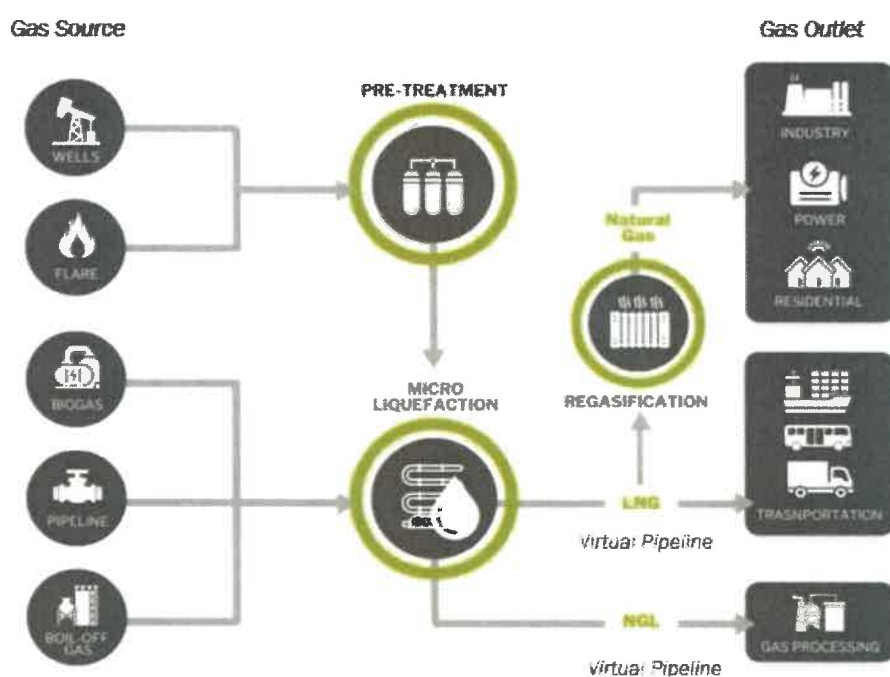 Gas Source
Gas Outlet
WELLS
FLARE
BIOGAS
PIPELINE
BOIL-OFF
GAS
PRE-TREATMENT
MICRO
LIQUEFACTION
Natural
Gas
REGASIFICATION
LNG
Virtual Pipeline
NGL
Virtual Pipeline
INDUSTRY
POWER
RESIDENTIAL
TRASNPORTATION
GAS PROCESSING